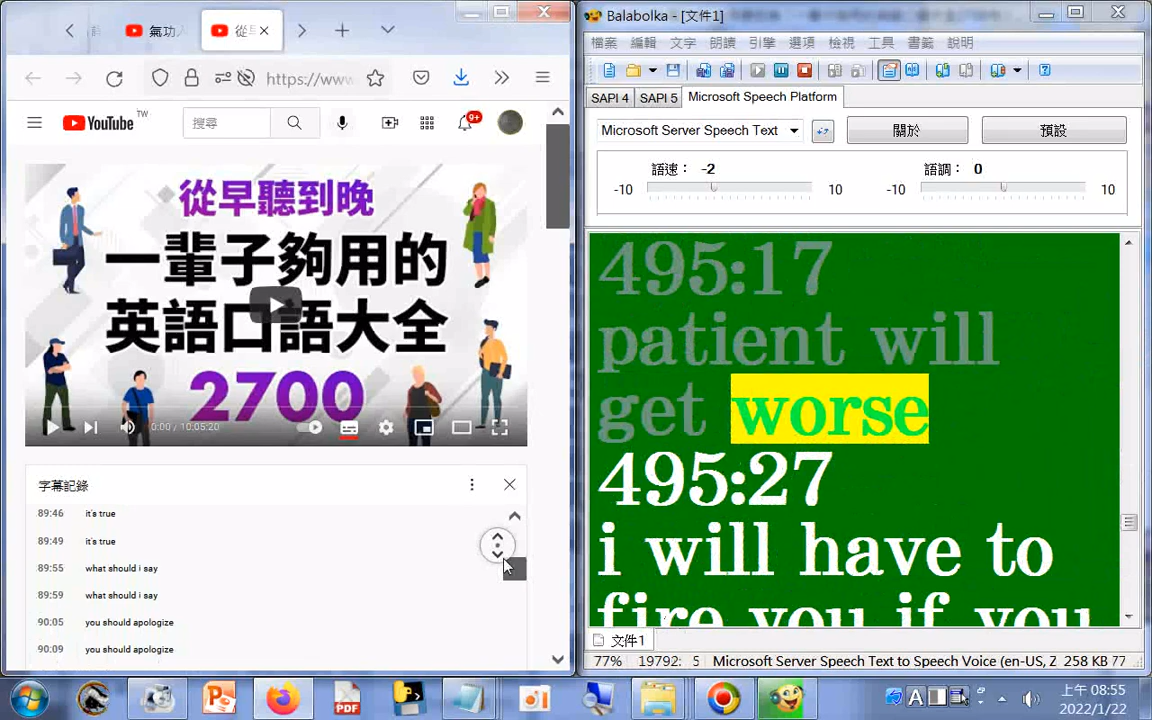 氣功
從
https://www
YouTube TW
搜尋
9+
從早聽到晚
一輩子夠用的
英語口語大全
2700
0:00 / 10:05:20
字幕記錄
89:46 it's true
89:49 it's true
89:55 what should i say
89:59 what should i say
90:05 you should apologize
90:09 you should apologize
Balabolka - [文件1]
檔案 編輯 文字 朗讀 引擎 選項 檢視 工具 書籤 說明
SAPI 4 SAPI 5 Microsoft Speech Platform
Microsoft Server Speech Text 關於 預設
語速： -2 語調： 0
-10 10 -10 10
495:17
patient will
get worse
495:27
i will have to
fire you if you
文件1
77% 19792: 5 Microsoft Server Speech Text to Speech Voice (en-US, Z 258 KB 77
PDF
A
上午 08:55
2022/1/22